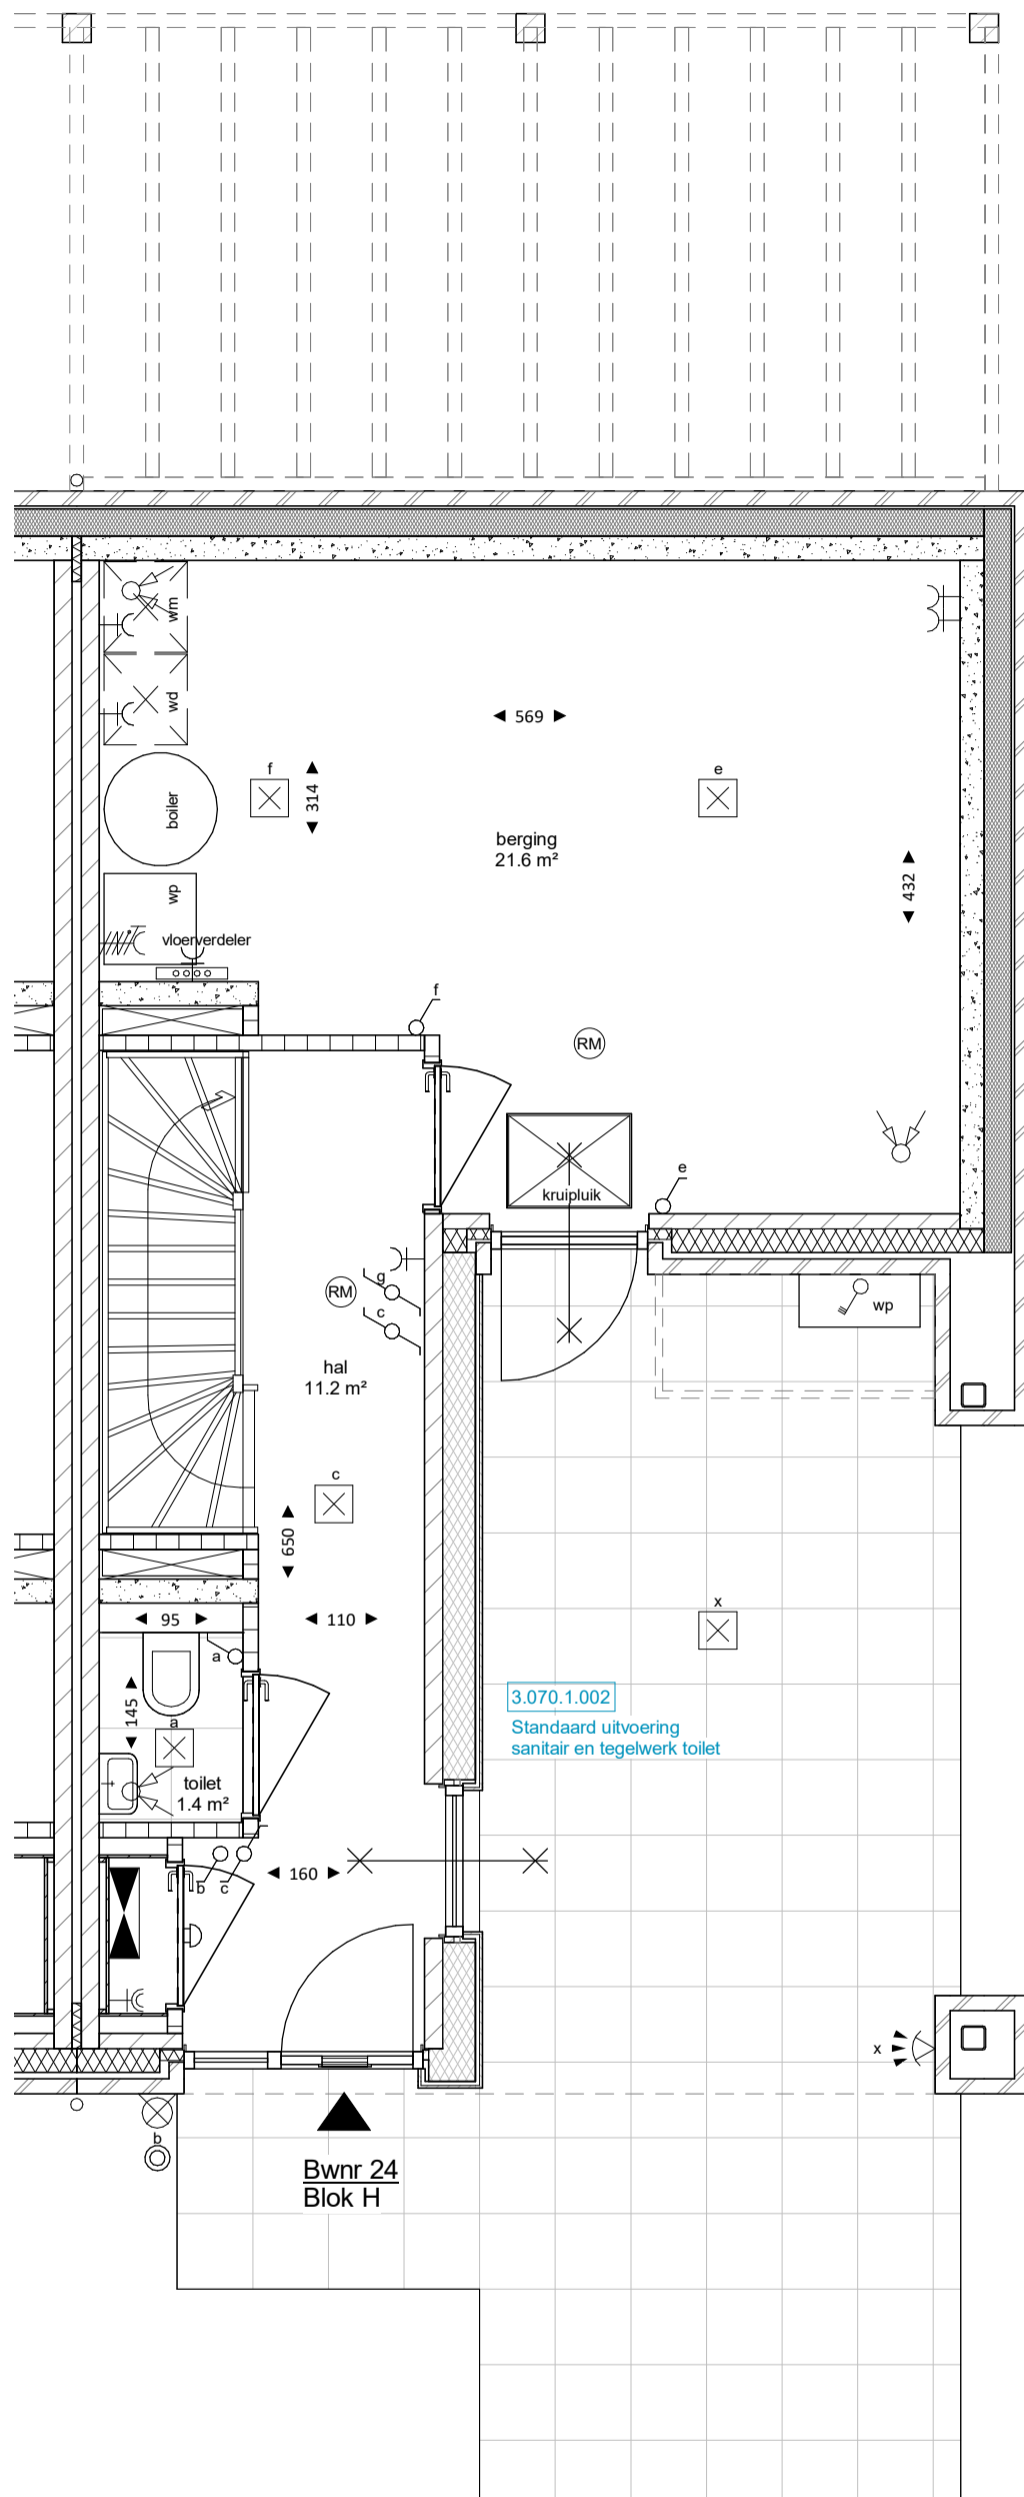 wm
wd
569
f
e
314
boiler
berging
21.6 m²
432
wp
vloerverdeler
f
RM
kruipluik
e
g
RM
c
wp
hal
11.2 m²
c
650
95
110
x
a
145
a
3.070.1.002
Standaard uitvoering
sanitair en tegelwerk toilet
toilet
1.4 m²
160
b
c
x
b
Bwnr 24
Blok H